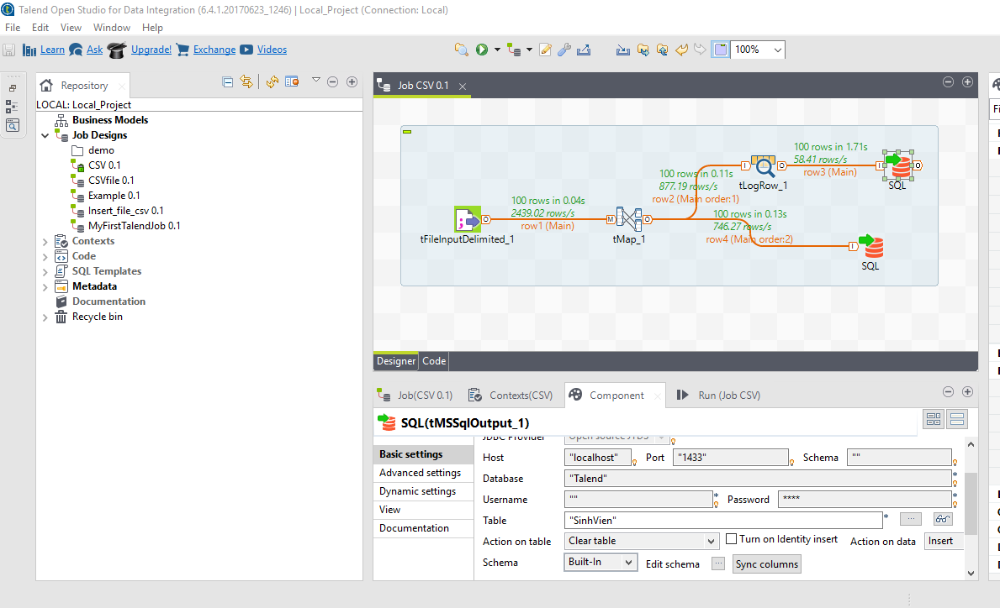 Talend Open Studio for Data Integration (6.4.1.20170623_1246) | Local_Project (Connection: Local)
File Edit View Window Help
Learn Ask Upgrade! Exchange Videos 100%
Repository
LOCAL: Local_Project
Business Models
Job Designs
demo
CSV 0.1
CSVfile 0.1
Example 0.1
Insert_file_csv 0.1
MyFirstTalendJob 0.1
Contexts
Code
SQL Templates
Metadata
Documentation
Recycle bin
Job CSV 0.1
100 rows in 1.71s
58.41 rows/s
row3 (Main)
100 rows in 0.11s
877.19 rows/s
row2 (Main order:1)
tLogRow_1
SQL
100 rows in 0.04s
2439.02 rows/s
row1 (Main)
100 rows in 0.13s
746.27 rows/s
row4 (Main order:2)
tFileInputDelimited_1
tMap_1
SQL
Designer Code
Job(CSV 0.1) Contexts(CSV) Component Run (Job CSV)
SQL(tMSSqlOutput_1)
Basic settings
Advanced settings
Dynamic settings
View
Documentation
JDBC Provider Open source JTDS
Host "localhost" Port "1433" Schema ""
Database "Talend" *
Username "" * Password **** *
Table "SinhVien" * ...
Action on table Clear table Turn on Identity insert Action on data Insert
Schema Built-In Edit schema ... Sync columns